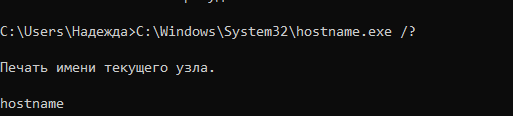 C:\Users\Надежда>C:\Windows\System32\hostname.exe /?
Печать имени текущего узла.
hostname